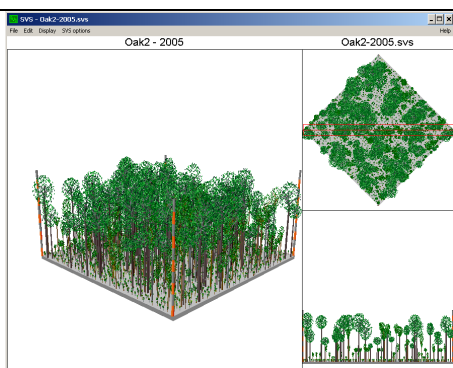 SVS - Oak2-2005.svs
File Edit Display SVS options Help
Oak2 - 2005
Oak2-2005.svs